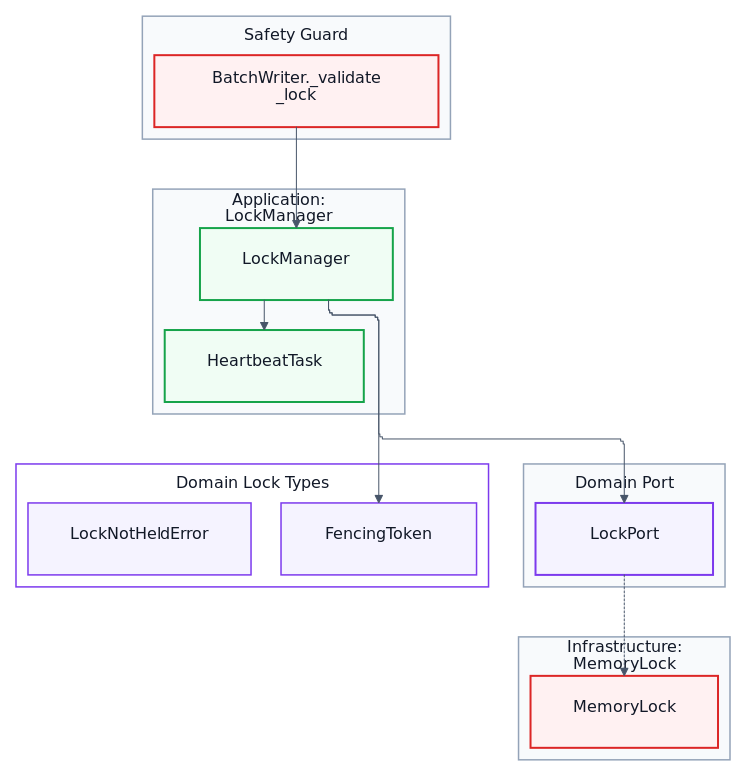 Safety Guard
BatchWriter._validate
_lock
Application:
LockManager
LockManager
HeartbeatTask
Domain Lock Types
LockNotHeldError
FencingToken
Domain Port
LockPort
Infrastructure:
MemoryLock
MemoryLock